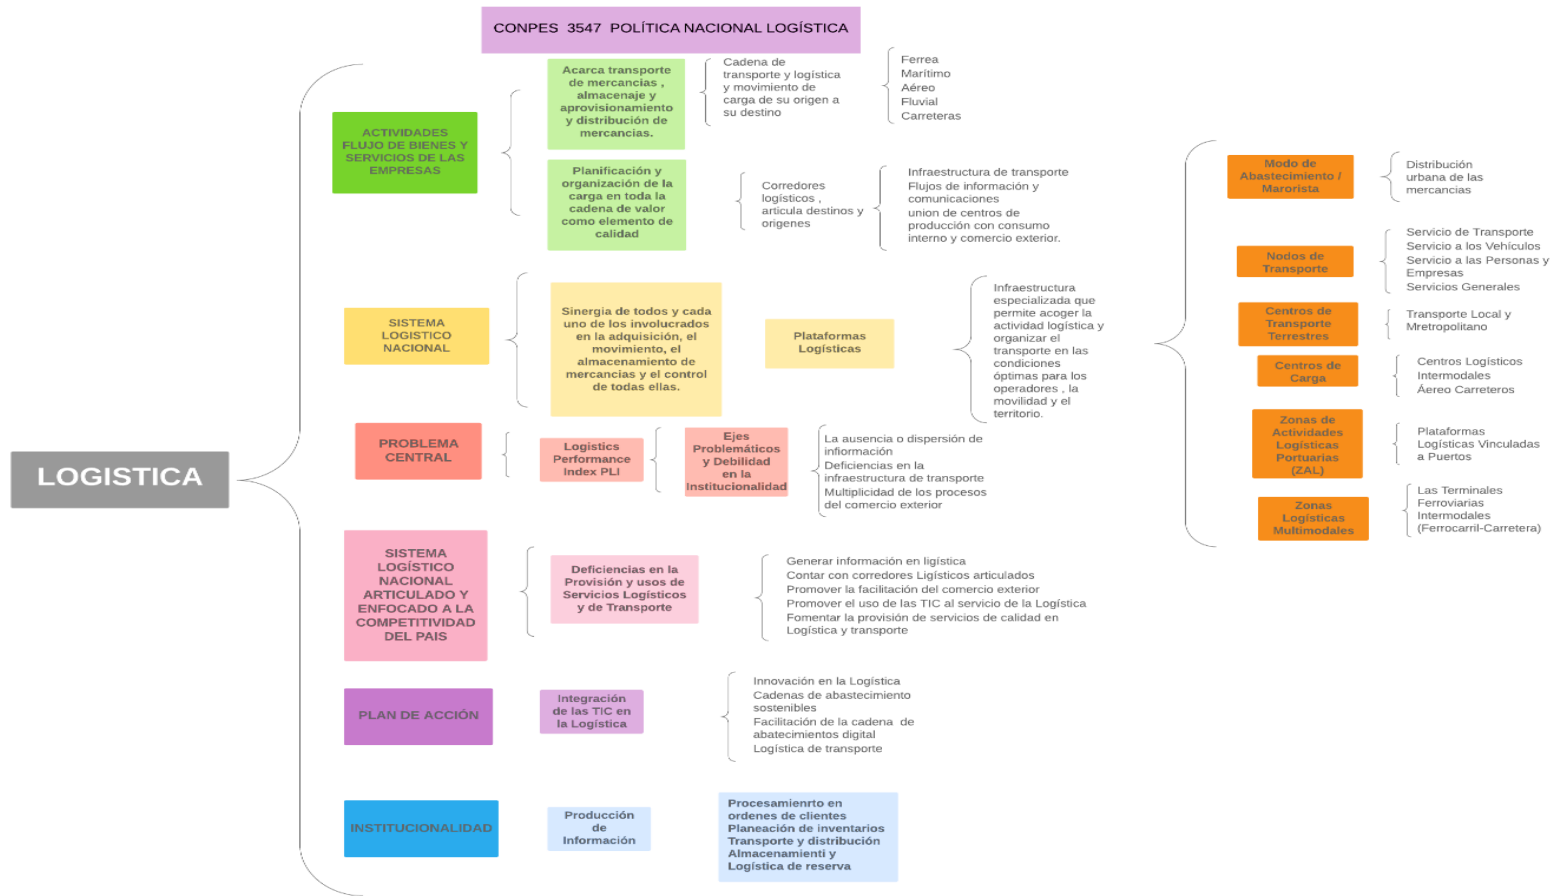 CONPES  3547  POLÍTICA NACIONAL LOGÍSTICA
LOGISTICA
ACTIVIDADES
FLUJO DE BIENES Y
SERVICIOS DE LAS
EMPRESAS
Acarca transporte
de mercancias ,
almacenaje y
aprovisionamiento
y distribución de
mercancias.
Cadena de
transporte y logística
y movimiento de
carga de su origen a
su destino
Ferrea
Marítimo
Aéreo
Fluvial
Carreteras
Planificación y
organización de la
carga en toda la
cadena de valor
como elemento de
calidad
Corredores
logísticos ,
articula destinos y
origenes
Infraestructura de transporte
Flujos de información y
comunicaciones
union de centros de
producción con consumo
interno y comercio exterior.
SISTEMA
LOGISTICO
NACIONAL
Sinergia de todos y cada
uno de los involucrados
en la adquisición, el
movimiento, el
almacenamiento de
mercancias y el control
de todas ellas.
Plataformas
Logísticas
Infraestructura
especializada que
permite acoger la
actividad logística y
organizar el
transporte en las
condiciones
óptimas para los
operadores , la
movilidad y el
territorio.
Modo de
Abastecimiento /
Marorista
Distribución
urbana de las
mercancias
Nodos de
Transporte
Servicio de Transporte
Servicio a los Vehículos
Servicio a las Personas y
Empresas
Servicios Generales
Centros de
Transporte
Terrestres
Transporte Local y
Mretropolitano
Centros de
Carga
Centros Logísticos
Intermodales
Áereo Carreteros
Zonas de
Actividades
Logísticas
Portuarias
(ZAL)
Plataformas
Logísticas Vinculadas
a Puertos
Zonas
Logísticas
Multimodales
Las Terminales
Ferroviarias
Intermodales
(Ferrocarril-Carretera)
PROBLEMA
CENTRAL
Logistics
Performance
Index PLI
Ejes
Problemáticos
y Debilidad
en la
Institucionalidad
La ausencia o dispersión de
infiormación
Deficiencias en la
infraestructura de transporte
Multiplicidad de los procesos
del comercio exterior
SISTEMA
LOGÍSTICO
NACIONAL
ARTICULADO Y
ENFOCADO A LA
COMPETITIVIDAD
DEL PAIS
Deficiencias en la
Provisión y usos de
Servicios Logísticos
y de Transporte
Generar información en ligística
Contar con corredores Ligísticos articulados
Promover la facilitación del comercio exterior
Promover el uso de las TIC al servicio de la Logística
Fomentar la provisión de servicios de calidad en
Logística y transporte
PLAN DE ACCIÓN
Integración
de las TIC en
la Logística
Innovación en la Logística
Cadenas de abastecimiento
sostenibles
Facilitación de la cadena  de
abatecimientos digital
Logística de transporte
INSTITUCIONALIDAD
Producción
de
Información
Procesamienrto en
ordenes de clientes
Planeación de inventarios
Transporte y distribución
Almacenamienti y
Logística de reserva